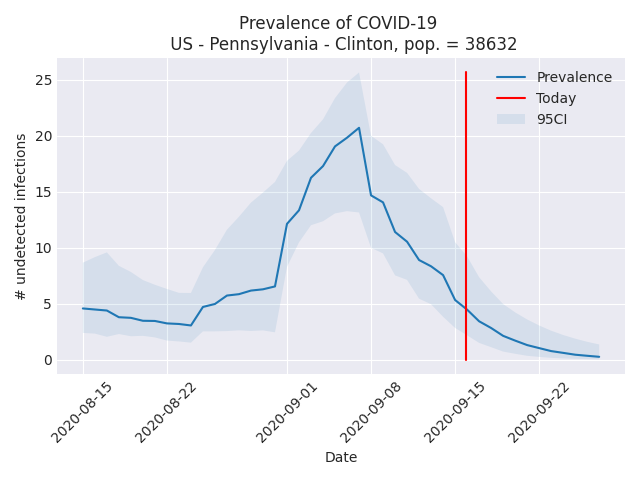 Prevalence of COVID-19
US - Pennsylvania - Clinton, pop. = 38632
Prevalence
Today
95CI
25
20
15
10
5
0
# undetected infections
2020-08-15
2020-08-22
2020-09-01
2020-09-08
2020-09-15
2020-09-22
Date